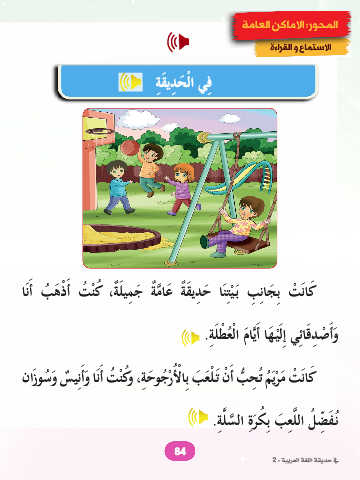 المحور: الاماكن العامة
الاستماع و القراءة
فِي الْحَدِيقَةِ
كَانَتْ بِجَانِبِ بَيْتِنَا حَدِيقَةٌ عَامَّةٌ جَمِيلَةٌ، كُنْتُ أَذْهَبُ أَنَا
وَأَصْدِقَائِي إِلَيْهَا أَيَّامَ الْعُطْلَةِ.
كَانَتْ مَرْيَمُ تُحِبُّ أَنْ تَلْعَبَ بِالْأُرْجُوحَةِ، وَكُنْتُ أَنَا وَأَنِيسٌ وَسُوزَان
نُفَضِّلُ اللَّعِبَ بِكُرَةِ السَّلَّةِ.
84
في حديقة اللغة العربية - 2